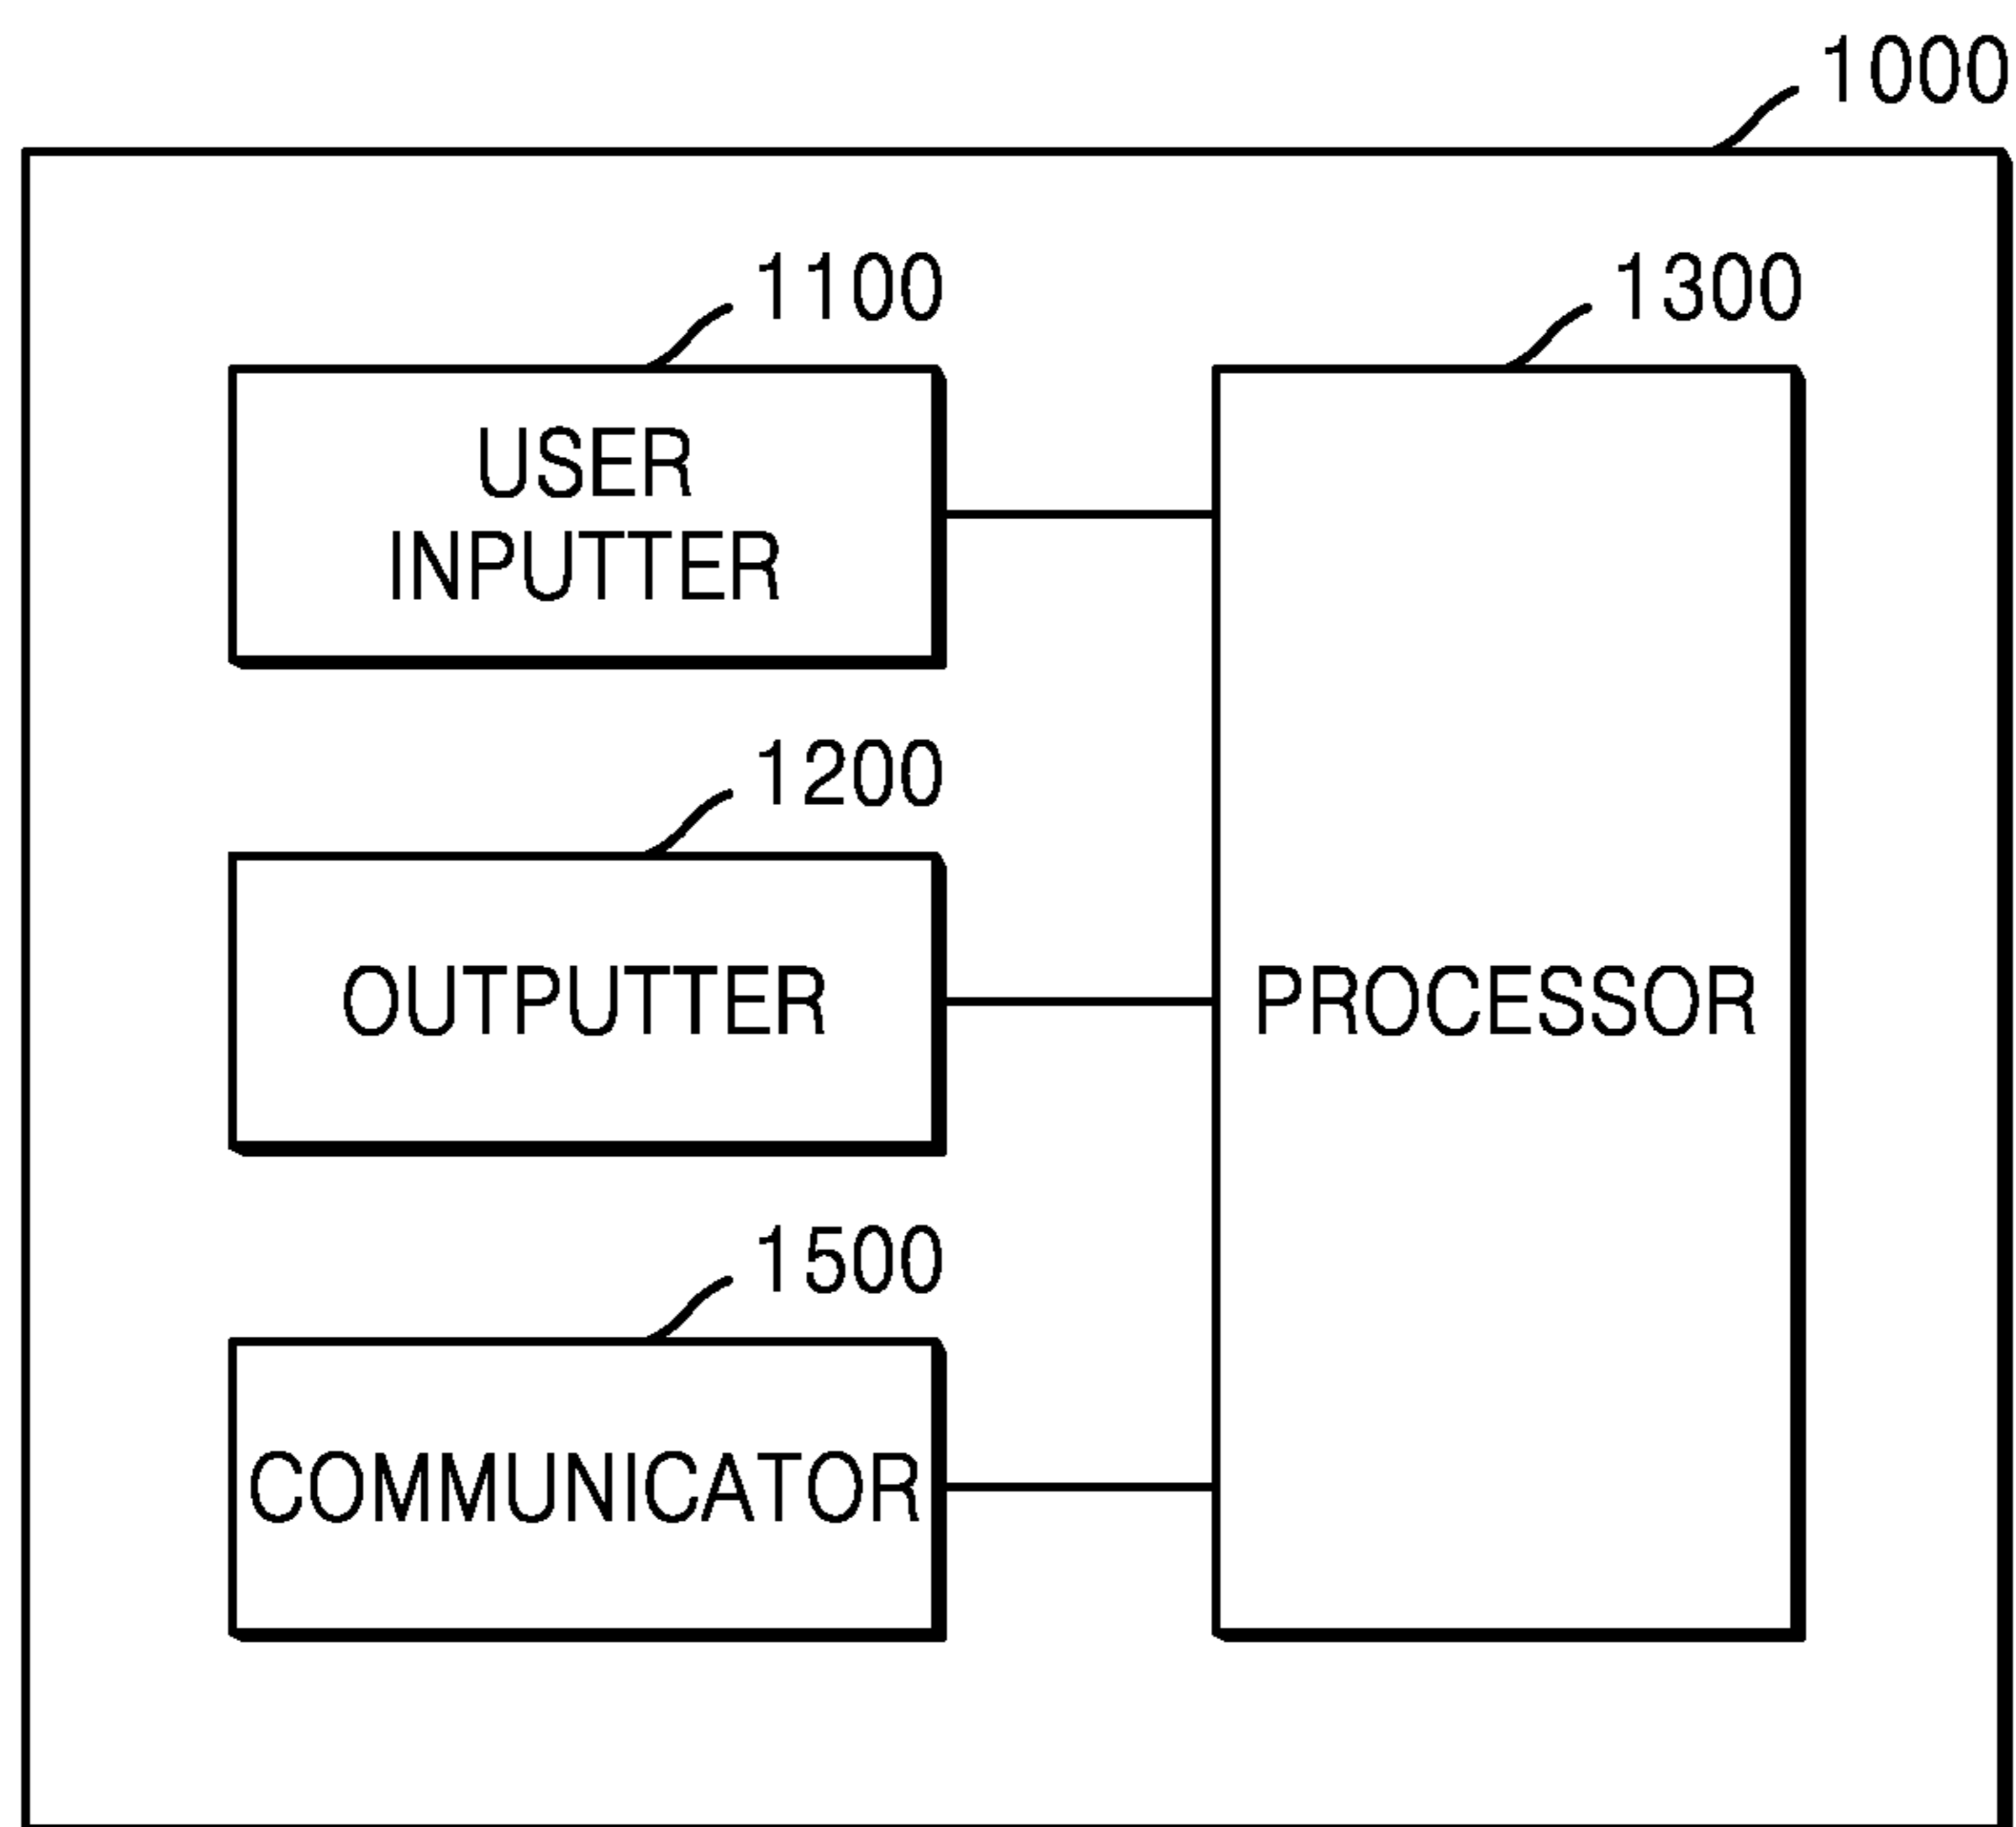 1000
1100
1300
USER
INPUTTER
1200
OUTPUTTER
PROCESSOR
1500
COMMUNICATOR